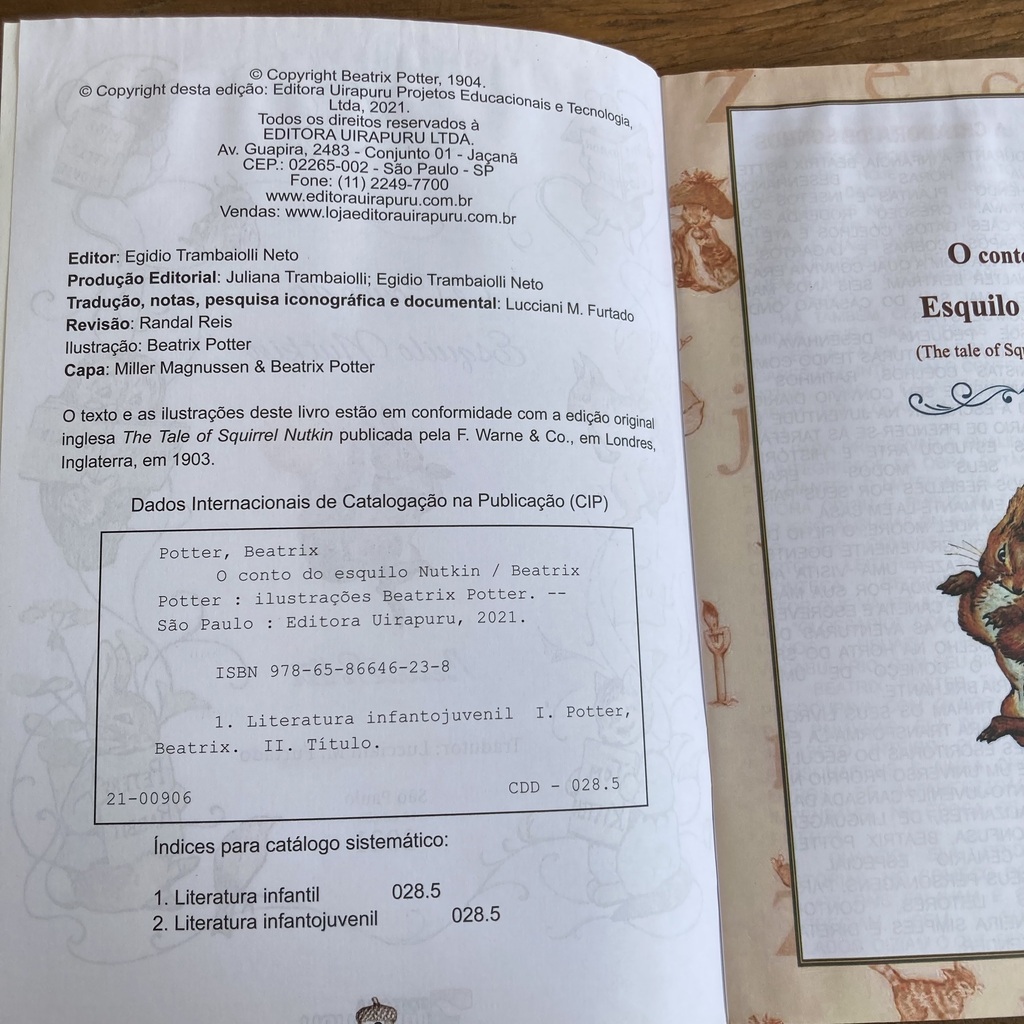 © Copyright Beatrix Potter, 1904.
© Copyright desta edição: Editora Uirapuru Projetos Educacionais e Tecnologia,
Ltda, 2021.
Todos os direitos reservados à
EDITORA UIRAPURU LTDA.
Av. Guapira, 2483 - Conjunto 01 - Jaçanã
CEP.: 02265-002 - São Paulo - SP
Fone: (11) 2249-7700
www.editorauirapuru.com.br
Vendas: www.lojaeditorauirapuru.com.br
Editor: Egidio Trambaiolli Neto
Produção Editorial: Juliana Trambaiolli; Egidio Trambaiolli Neto
Tradução, notas, pesquisa iconográfica e documental: Lucciani M. Furtado
Revisão: Randal Reis
Ilustração: Beatrix Potter
Capa: Miller Magnussen & Beatrix Potter
O texto e as ilustrações deste livro estão em conformidade com a edição original
inglesa The Tale of Squirrel Nutkin publicada pela F. Warne & Co., em Londres,
Inglaterra, em 1903.
Dados Internacionais de Catalogação na Publicação (CIP)
Potter, Beatrix
O conto do esquilo Nutkin / Beatrix
Potter : ilustrações Beatrix Potter. --
São Paulo : Editora Uirapuru, 2021.
ISBN 978-65-86646-23-8
1. Literatura infantojuvenil I. Potter,
Beatrix. II. Título.
21-00906 CDD - 028.5
Índices para catálogo sistemático:
1. Literatura infantil 028.5
2. Literatura infantojuvenil 028.5
O conto
Esquilo
(The tale of Sq